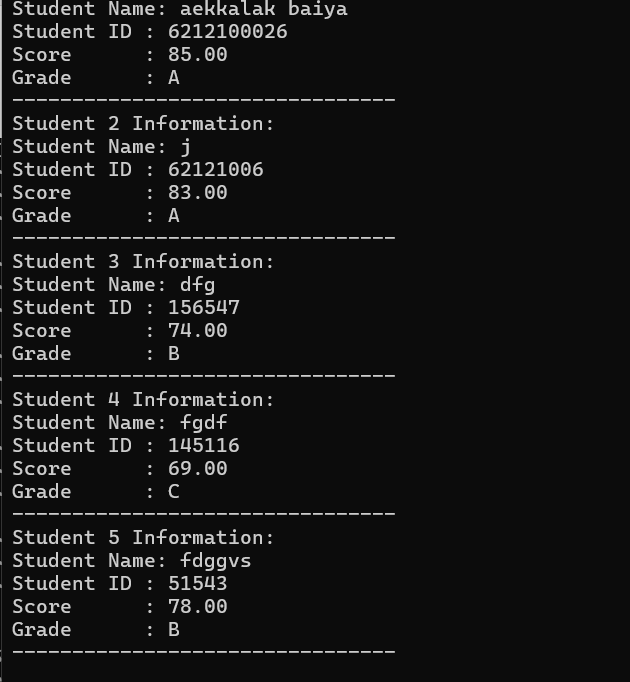 Student Name: aekkalak baiya
Student ID : 6212100026
Score      : 85.00
Grade      : A
--------------------------------
Student 2 Information:
Student Name: j
Student ID : 62121006
Score      : 83.00
Grade      : A
--------------------------------
Student 3 Information:
Student Name: dfg
Student ID : 156547
Score      : 74.00
Grade      : B
--------------------------------
Student 4 Information:
Student Name: fgdf
Student ID : 145116
Score      : 69.00
Grade      : C
--------------------------------
Student 5 Information:
Student Name: fdggvs
Student ID : 51543
Score      : 78.00
Grade      : B
--------------------------------